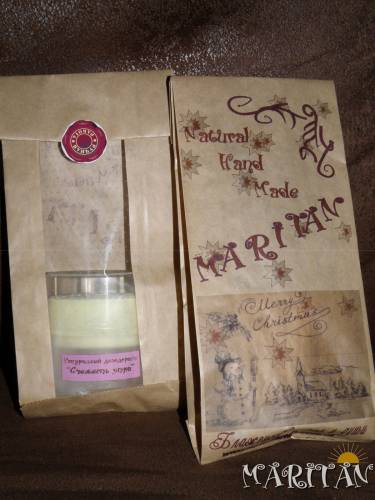 Natural
Hand
Made
MARITAN
Merry
Christmas
Натуральный дезодорант
"Свежесть утра"
MARITAN